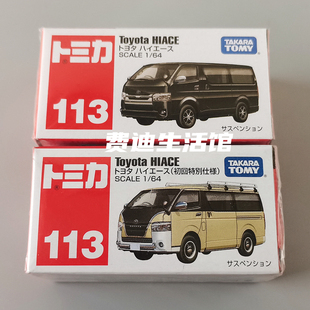 トミカ
113
Toyota HIACE
トヨタ ハイエース
SCALE 1/64
TAKARA TOMY
サスペンション
费迪生活馆
トミカ
113
Toyota HIACE
トヨタ ハイエース(初回特別仕様)
SCALE 1/64
TAKARA TOMY
サスペンション